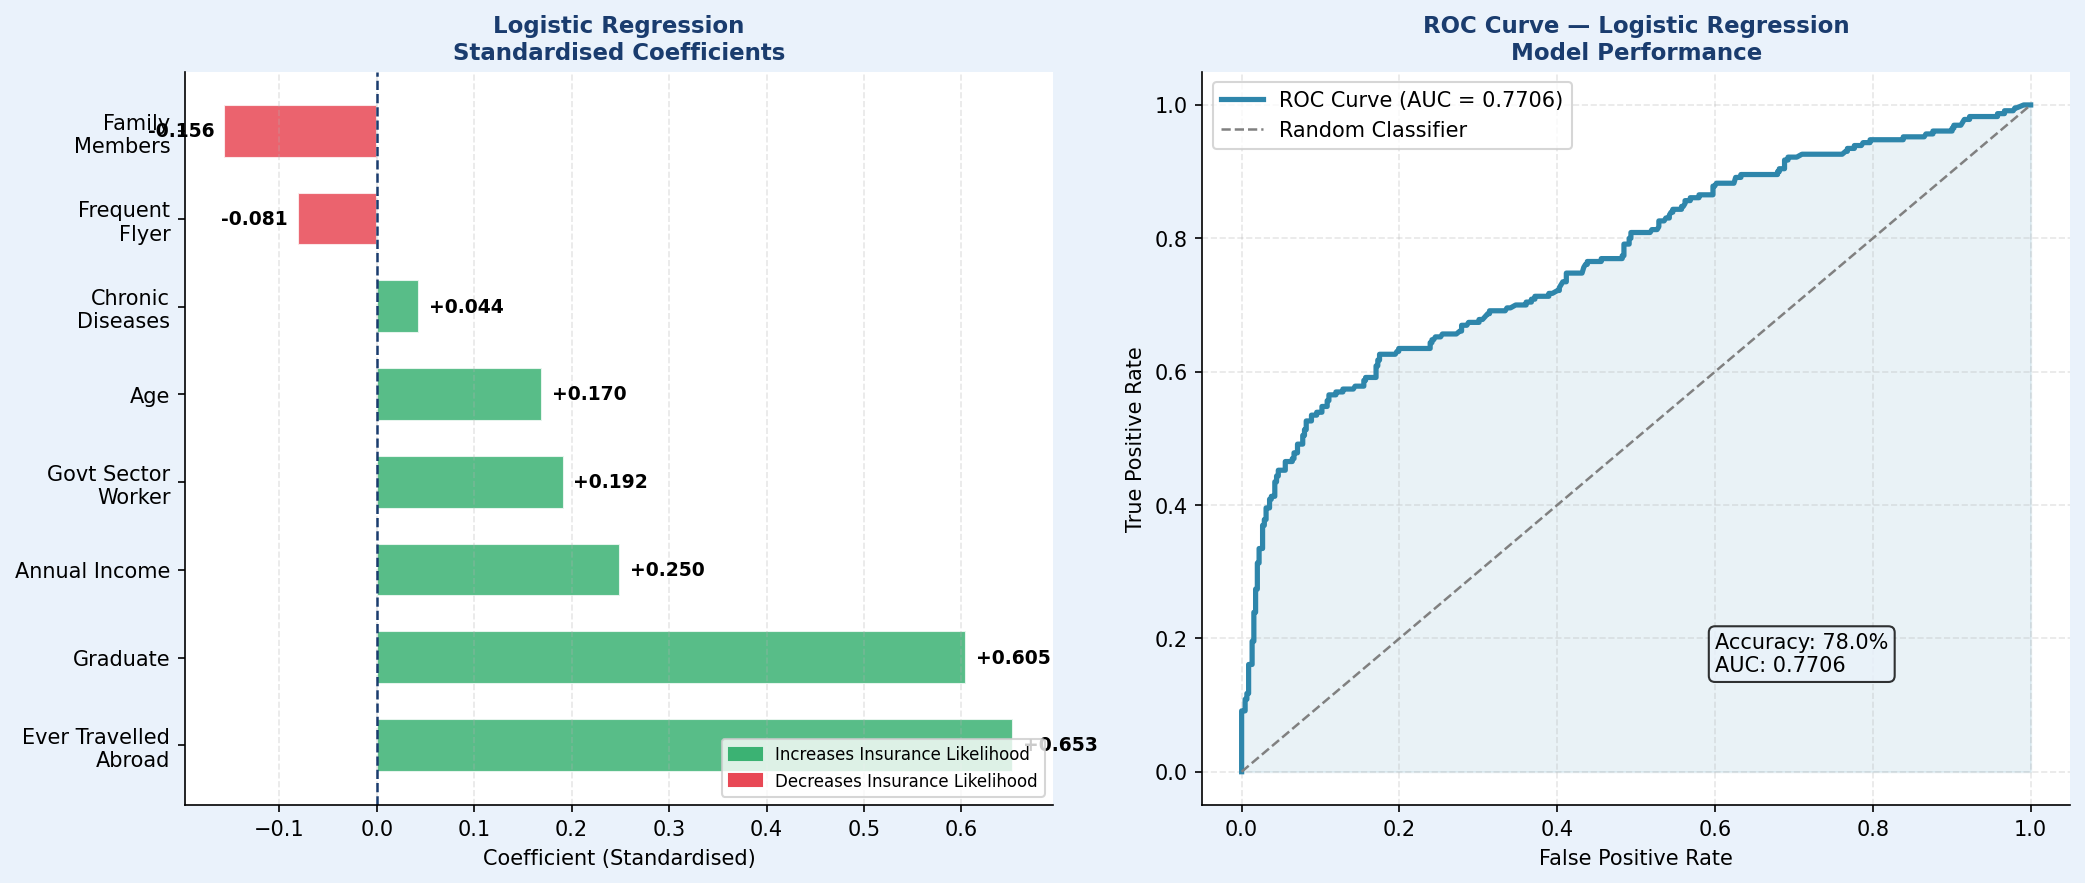 Logistic Regression
Standardised Coefficients
Family
Members
-0.156
Frequent
Flyer
-0.081
Chronic
Diseases
+0.044
Age
+0.170
Govt Sector
Worker
+0.192
Annual Income
+0.250
Graduate
+0.605
Ever Travelled
Abroad
+0.653
Increases Insurance Likelihood
Decreases Insurance Likelihood
−0.1 0.0 0.1 0.2 0.3 0.4 0.5 0.6
Coefficient (Standardised)
ROC Curve — Logistic Regression
Model Performance
ROC Curve (AUC = 0.7706)
Random Classifier
True Positive Rate
1.0
0.8
0.6
0.4
0.2
0.0
Accuracy: 78.0%
AUC: 0.7706
0.0 0.2 0.4 0.6 0.8 1.0
False Positive Rate